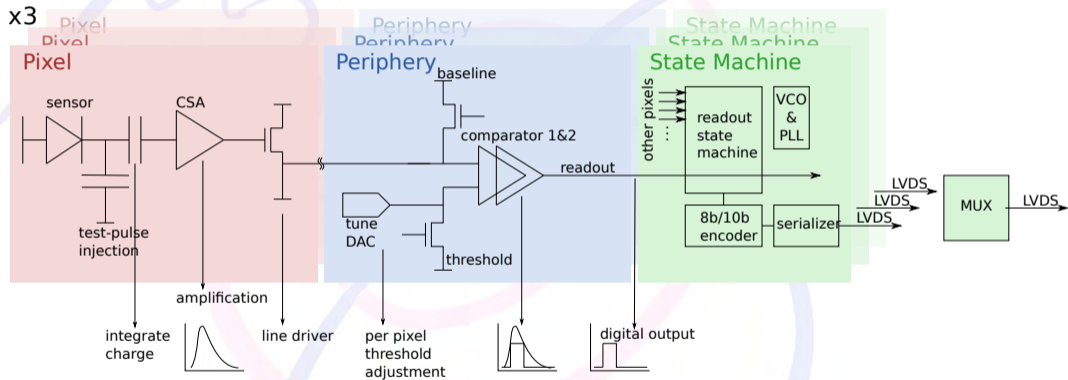 x3
Pixel
Periphery
State Machine
Pixel
Periphery
State Machine
Pixel
Periphery
State Machine
sensor
CSA
test-pulse
injection
baseline
comparator 1&2
readout
tune
DAC
threshold
other pixels
...
readout
state
machine
VCO
&
PLL
8b/10b
encoder
serializer
LVDS
LVDS
LVDS
MUX
LVDS
integrate
charge
amplification
line driver
per pixel
threshold
adjustment
digital output